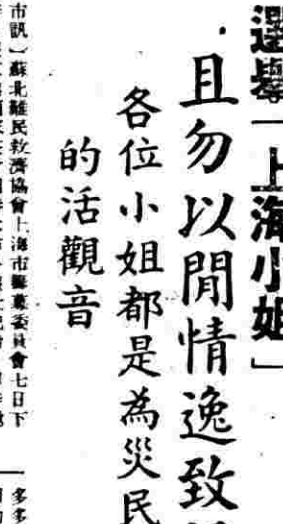 選舉「上海小姐」
且勿以閒情逸致
各位小姐都是為災民
的活觀音
市訊）蘇北難民救濟協會上海市籌募委員會七日下
多多